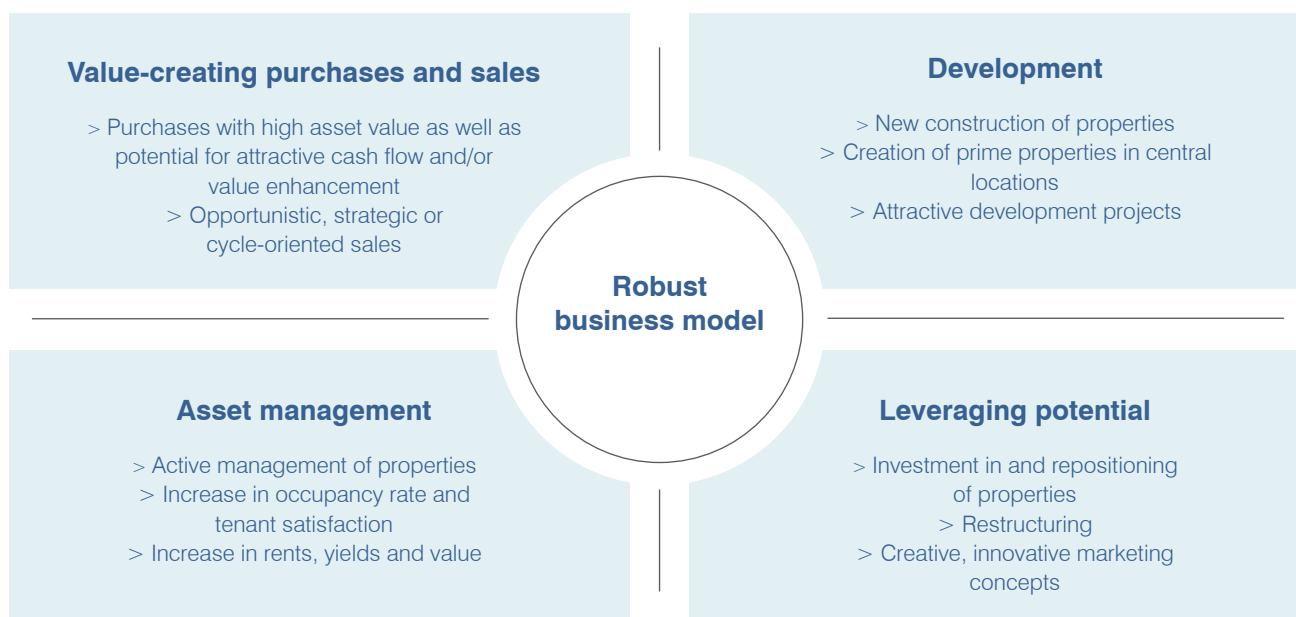 Value-creating purchases and sales
> Purchases with high asset value as well as
potential for attractive cash flow and/or
value enhancement
> Opportunistic, strategic or
cycle-oriented sales
Development
> New construction of properties
> Creation of prime properties in central
locations
> Attractive development projects
Robust
business model
Asset management
> Active management of properties
> Increase in occupancy rate and
tenant satisfaction
> Increase in rents, yields and value
Leveraging potential
> Investment in and repositioning
of properties
> Restructuring
> Creative, innovative marketing
concepts